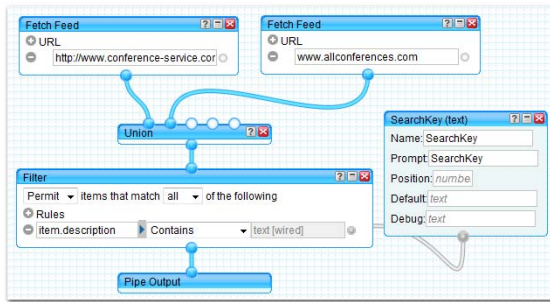 Fetch Feed
URL
http://www.conference-service.cor
Fetch Feed
URL
www.allconferences.com
Union
SearchKey (text)
Name: SearchKey
Prompt: SearchKey
Position: numbe
Default: text
Debug: text
Filter
Permit items that match all of the following
Rules
item.description Contains text [wired]
Pipe Output